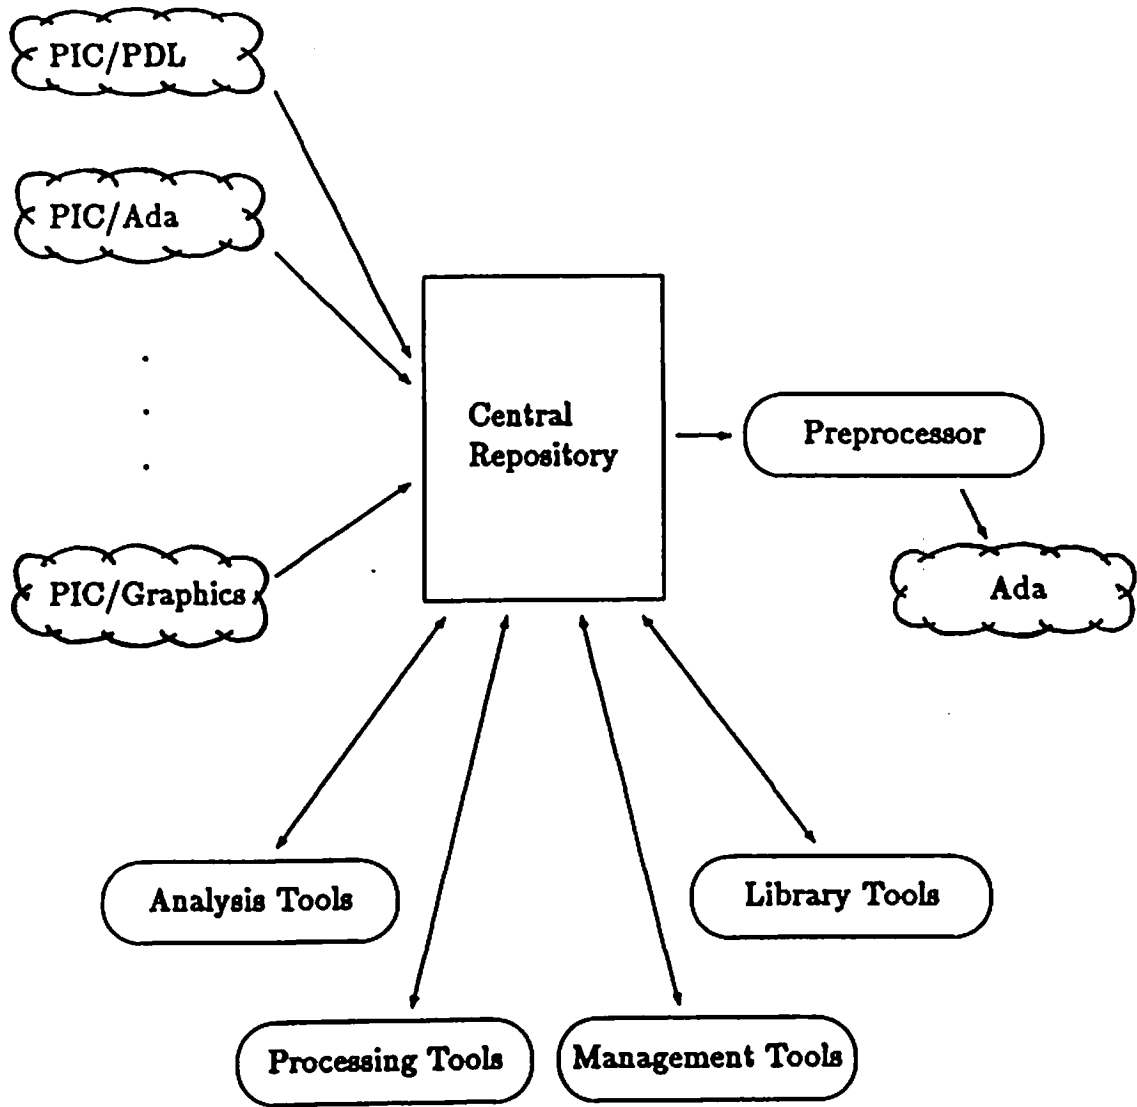 PIC/PDL
PIC/Ada
.
.
.
Central
Repository
Preprocessor
PIC/Graphics
Ada
Analysis Tools
Library Tools
Processing Tools
Management Tools